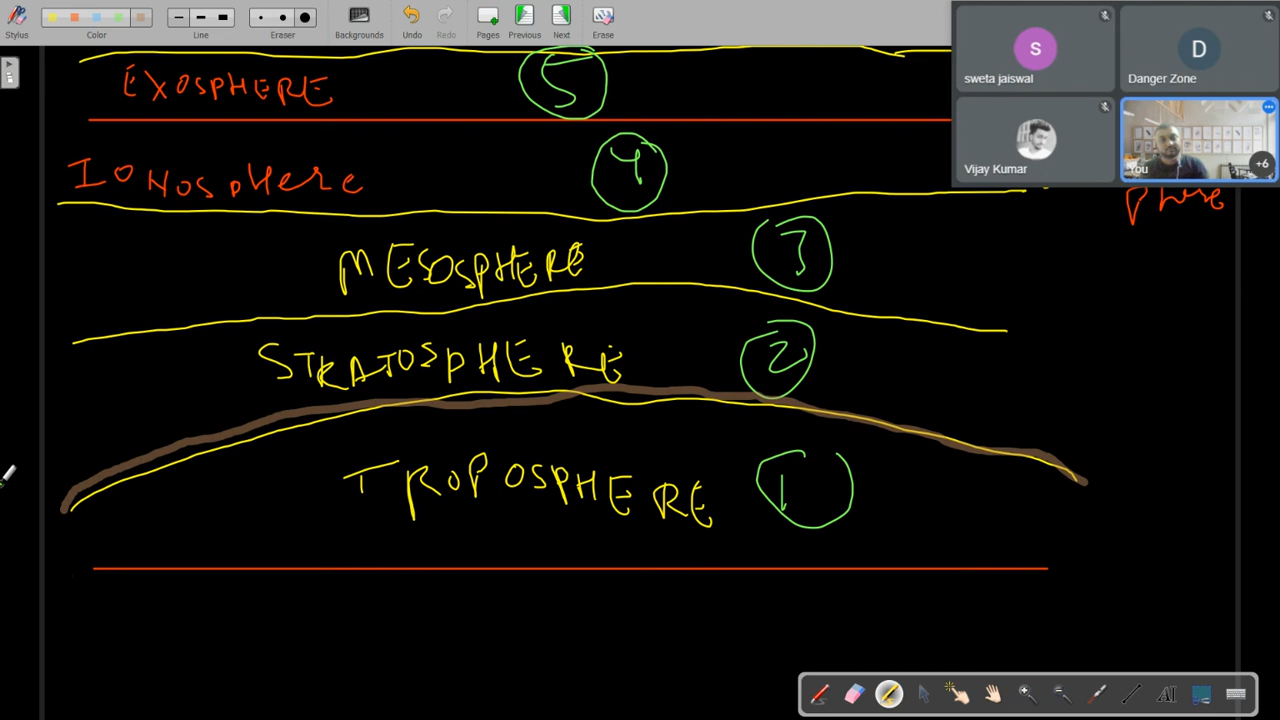 Stylus Color Line Eraser Backgrounds Undo Redo Pages Previous Next Erase
sweta jaiswal
D
Danger Zone
S
Vijay Kumar
You
+6
EXOSPHERE 5
IONOSpHere 4
phere
MESOSPHERE 3
STRATOSPHERE 2
TROPOSPHERE 1
AI